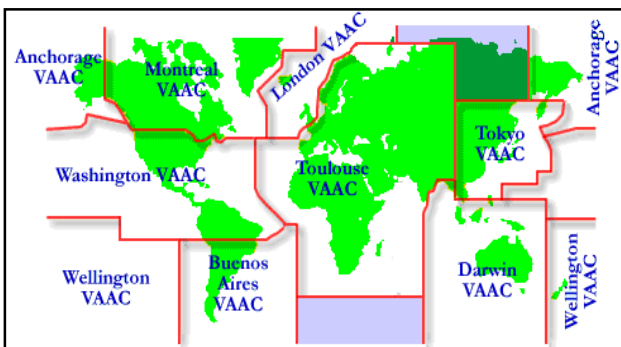 Anchorage
VAAC
Montreal
VAAC
London VAAC
Anchorage
VAAC
Washington VAAC
Toulouse
VAAC
Tokyo
VAAC
Wellington
VAAC
Buenos
Aires
VAAC
Darwin
VAAC
Wellington
VAAC